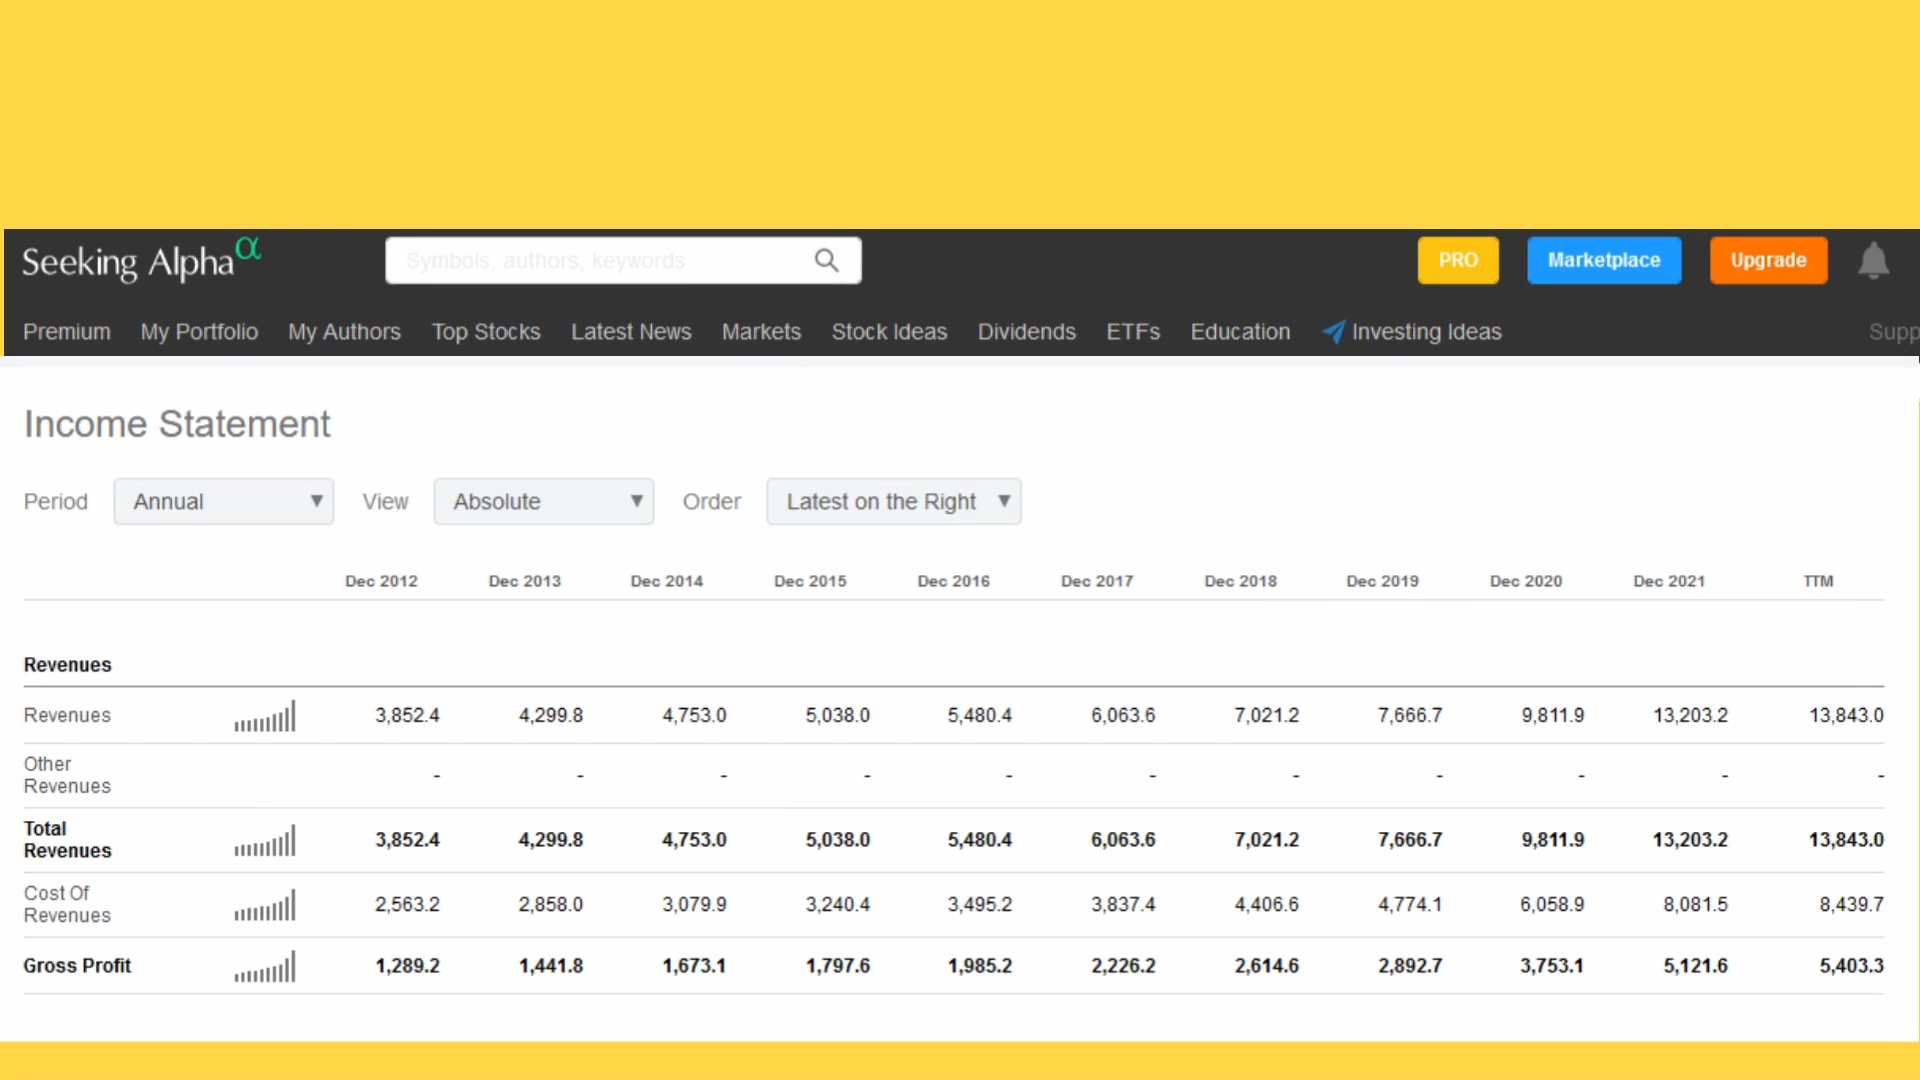 Seeking Alphaα
Symbols, authors, keywords
PRO
Marketplace
Upgrade
Premium My Portfolio My Authors Top Stocks Latest News Markets Stock Ideas Dividends ETFs Education Investing Ideas Supp
Income Statement
Period Annual View Absolute Order Latest on the Right
Dec 2012 Dec 2013 Dec 2014 Dec 2015 Dec 2016 Dec 2017 Dec 2018 Dec 2019 Dec 2020 Dec 2021 TTM
Revenues
Revenues 3,852.4 4,299.8 4,753.0 5,038.0 5,480.4 6,063.6 7,021.2 7,666.7 9,811.9 13,203.2 13,843.0
Other
Revenues - - - - - - - - - - -
Total
Revenues 3,852.4 4,299.8 4,753.0 5,038.0 5,480.4 6,063.6 7,021.2 7,666.7 9,811.9 13,203.2 13,843.0
Cost Of
Revenues 2,563.2 2,858.0 3,079.9 3,240.4 3,495.2 3,837.4 4,406.6 4,774.1 6,058.9 8,081.5 8,439.7
Gross Profit 1,289.2 1,441.8 1,673.1 1,797.6 1,985.2 2,226.2 2,614.6 2,892.7 3,753.1 5,121.6 5,403.3